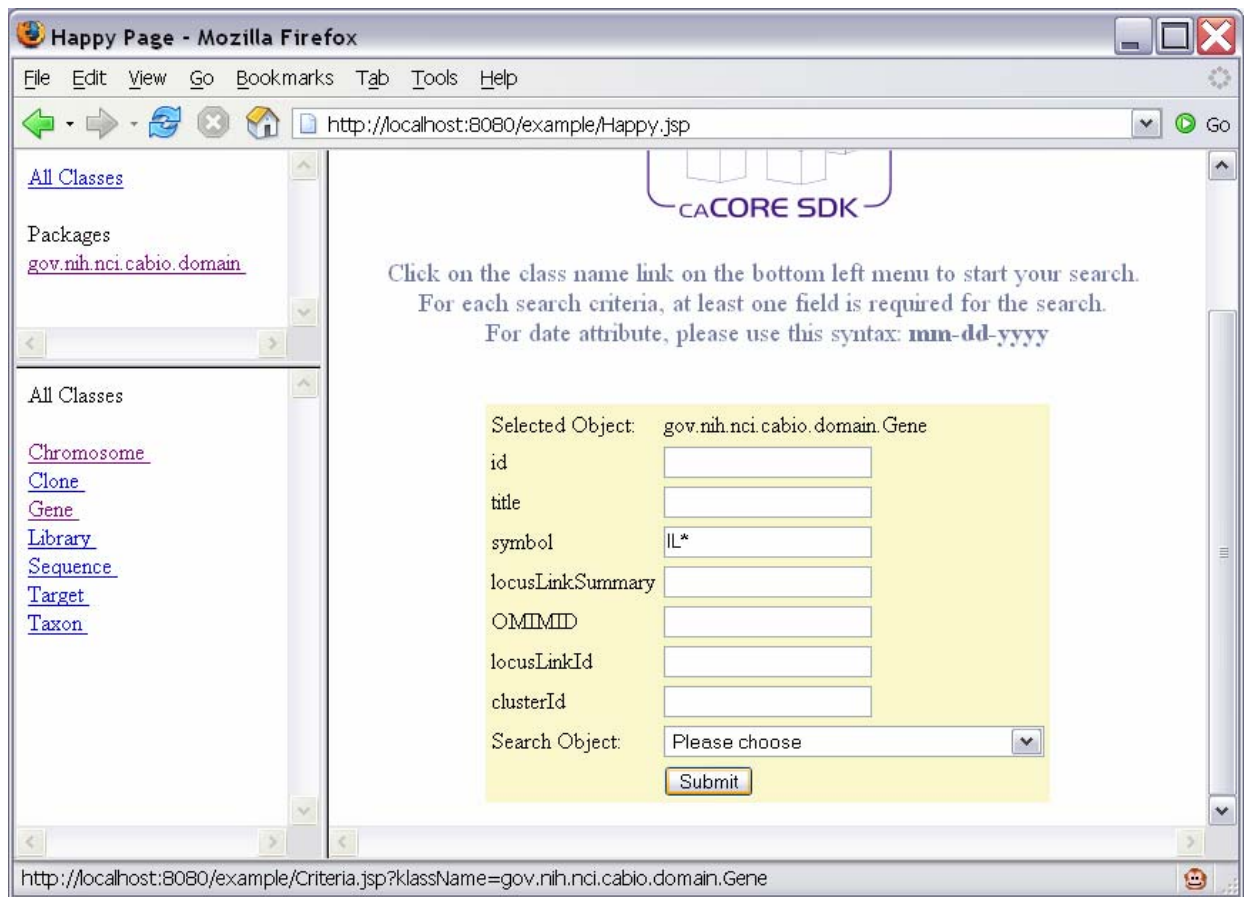 Happy Page - Mozilla Firefox
File Edit View Go Bookmarks Tab Tools Help
http://localhost:8080/example/Happy.jsp
Go
All Classes
Packages
gov.nih.nci.cabio.domain
All Classes
Chromosome
Clone
Gene
Library
Sequence
Target
Taxon
caCORE SDK
Click on the class name link on the bottom left menu to start your search.
For each search criteria, at least one field is required for the search.
For date attribute, please use this syntax: mm-dd-yyyy
Selected Object: gov.nih.nci.cabio.domain.Gene
id
title
symbol IL*
locusLinkSummary
OMIMID
locusLinkId
clusterId
Search Object: Please choose
Submit
http://localhost:8080/example/Criteria.jsp?klassName=gov.nih.nci.cabio.domain.Gene